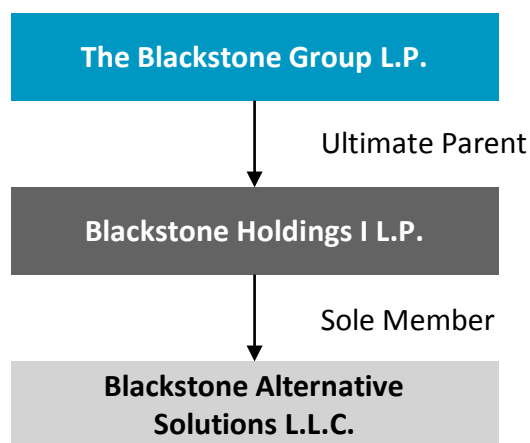 The Blackstone Group L.P.
Ultimate Parent
Blackstone Holdings I L.P.
Sole Member
Blackstone Alternative
Solutions L.L.C.